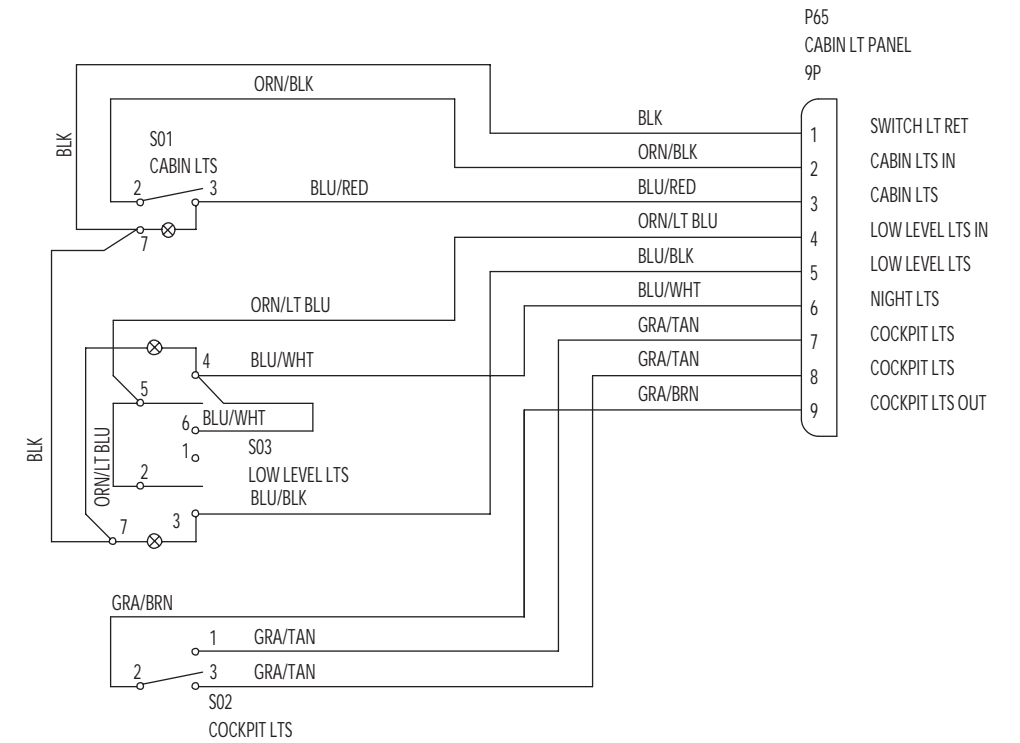 P65
CABIN LT PANEL
9P
ORN/BLK
BLK
S01
CABIN LTS
2
3
BLU/RED
7
BLK
ORN/BLK
BLU/RED
ORN/LT BLU
BLU/BLK
BLU/WHT
GRA/TAN
GRA/TAN
GRA/BRN
1
2
3
4
5
6
7
8
9
SWITCH LT RET
CABIN LTS IN
CABIN LTS
LOW LEVEL LTS IN
LOW LEVEL LTS
NIGHT LTS
COCKPIT LTS
COCKPIT LTS
COCKPIT LTS OUT
ORN/LT BLU
4
BLU/WHT
5
6
BLU/WHT
1
S03
LOW LEVEL LTS
BLK
ORN/LT BLU
2
BLU/BLK
7
3
GRA/BRN
1
GRA/TAN
2
3
GRA/TAN
S02
COCKPIT LTS